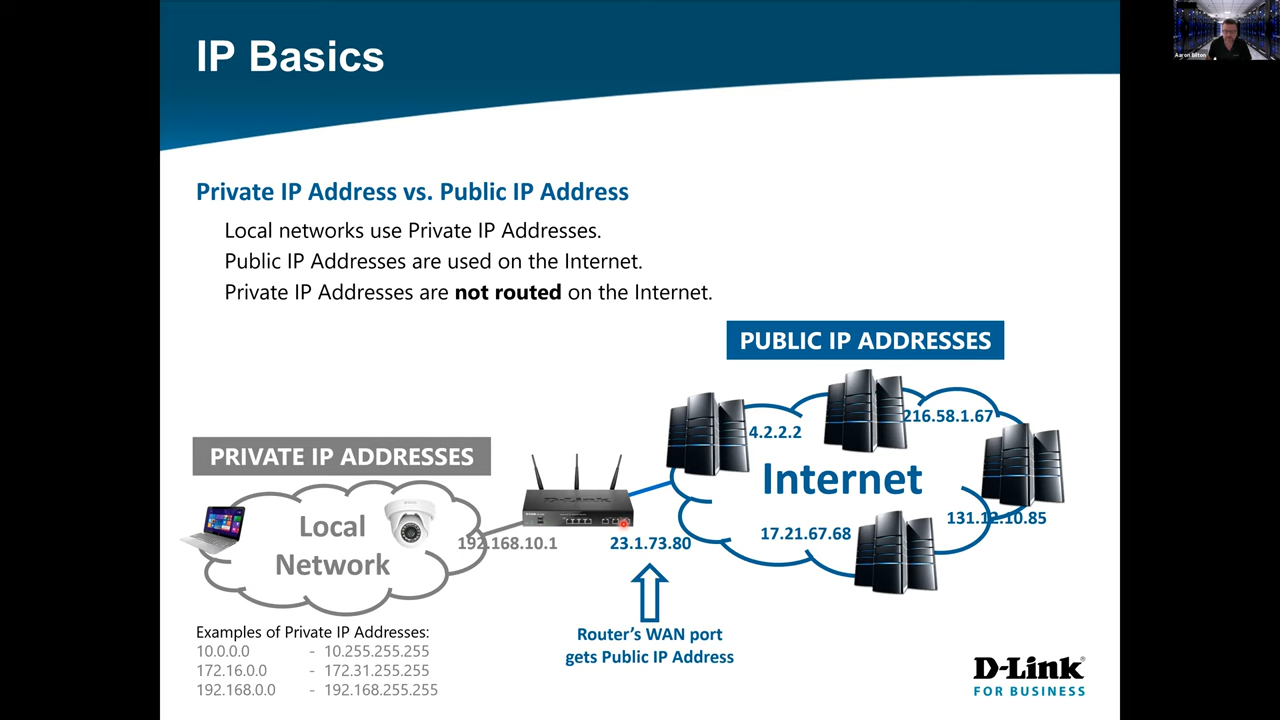 IP Basics
Aaron Bilton
Private IP Address vs. Public IP Address
Local networks use Private IP Addresses.
Public IP Addresses are used on the Internet.
Private IP Addresses are not routed on the Internet.
PUBLIC IP ADDRESSES
216.58.1.67
4.2.2.2
Internet
PRIVATE IP ADDRESSES
D-Link
Local
Network
192.168.10.1
23.1.73.80
17.21.67.68
131.12.10.85
Router's WAN port
gets Public IP Address
Examples of Private IP Addresses:
10.0.0.0 - 10.255.255.255
172.16.0.0 - 172.31.255.255
192.168.0.0 - 192.168.255.255
D-Link®
FOR BUSINESS